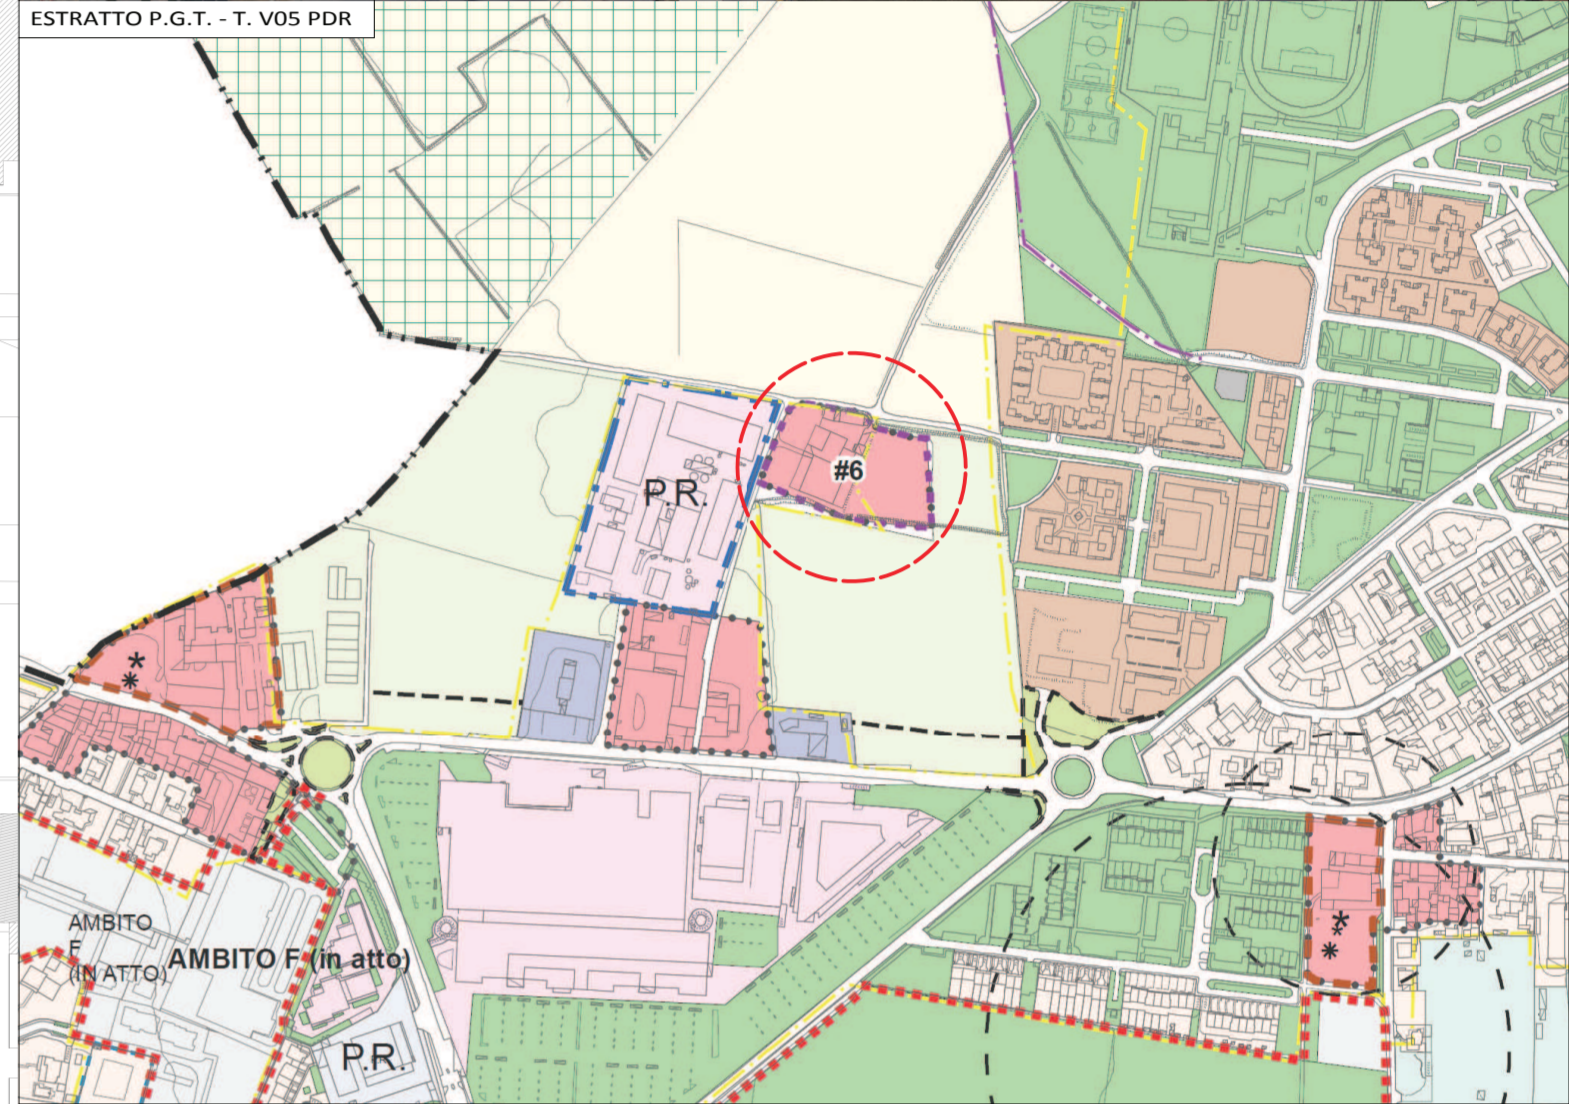 ESTRATTO P.G.T. - T. V05 PDR
#6
P.R.
AMBITO
F
(IN ATTO)
AMBITO F (in atto)
P.R.